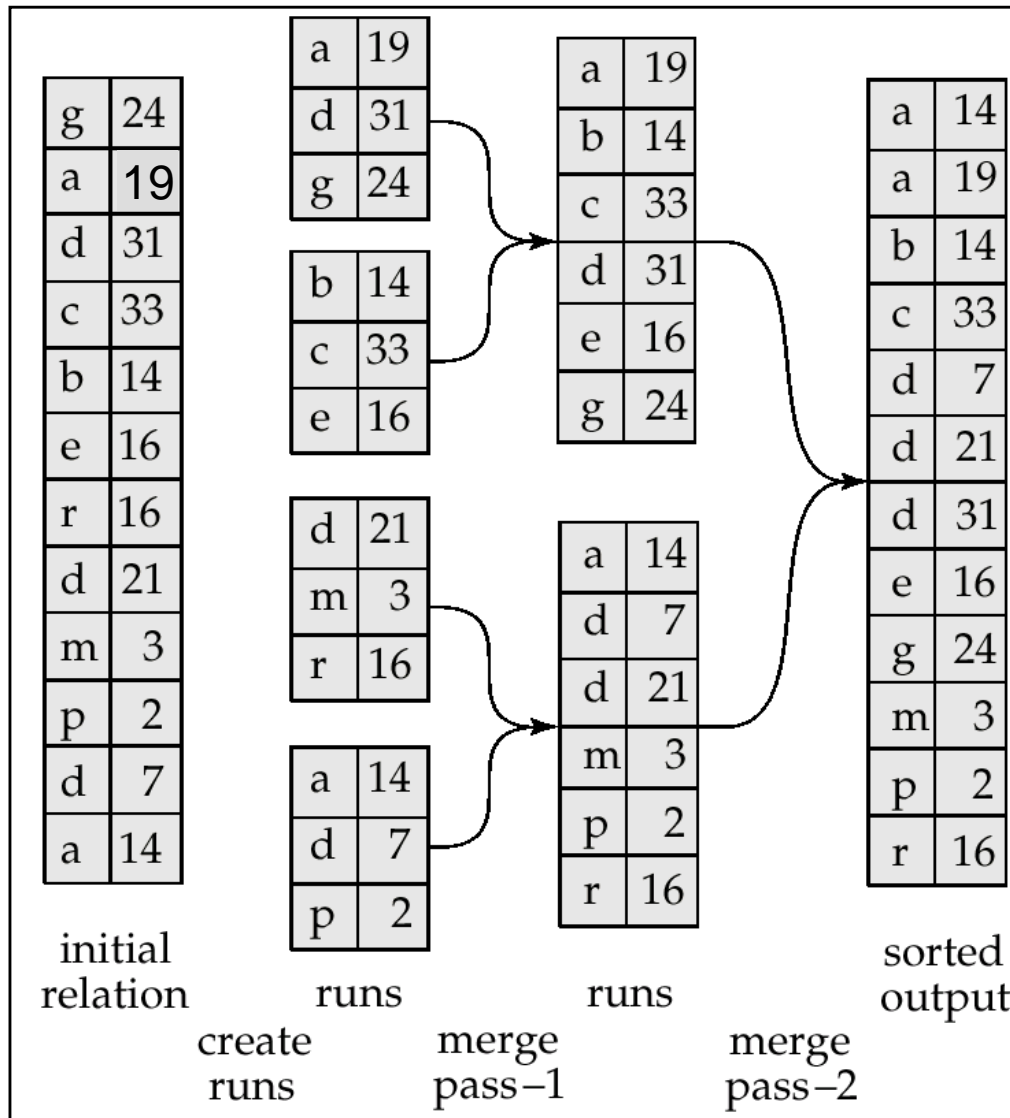 g 24
a 19
d 31
c 33
b 14
e 16
r 16
d 21
m 3
p 2
d 7
a 14
initial
relation
create
runs
a 19
d 31
g 24
b 14
c 33
e 16
d 21
m 3
r 16
a 14
d 7
p 2
runs
merge
pass–1
a 19
b 14
c 33
d 31
e 16
g 24
a 14
d 7
d 21
m 3
p 2
r 16
runs
merge
pass–2
a 14
a 19
b 14
c 33
d 7
d 21
d 31
e 16
g 24
m 3
p 2
r 16
sorted
output